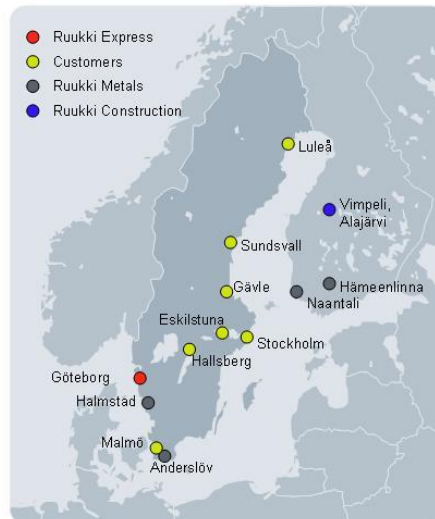 Ruukki Express
Customers
Ruukki Metals
Ruukki Construction
Luleå
Vimpeli,
Alajärvi
Sundsvall
Gävle
Hämeenlinna
Naantali
Eskilstuna
Stockholm
Hallsberg
Göteborg
Halmstad
Malmö
Anderslöv